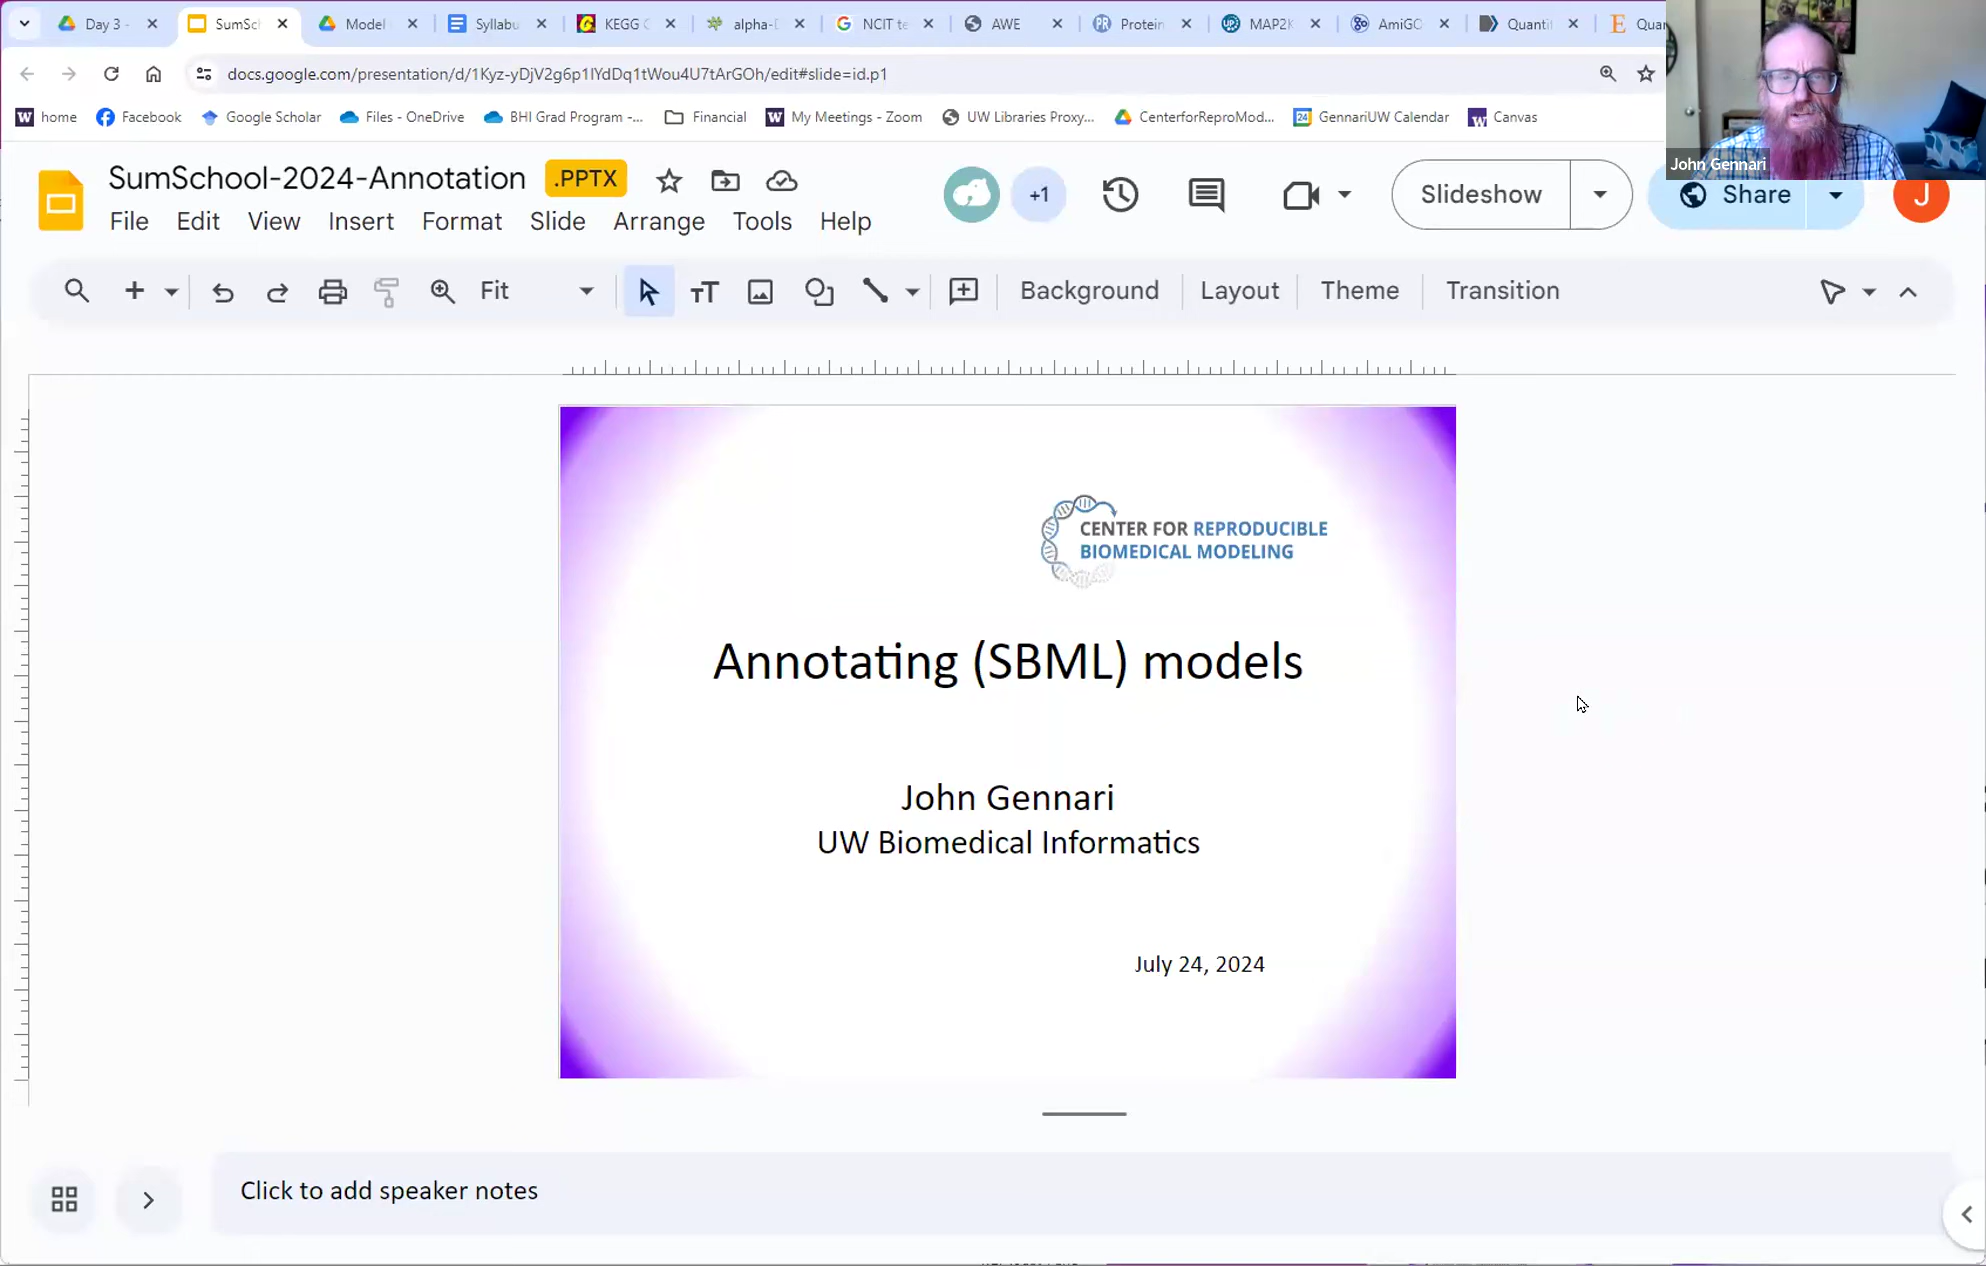 Day 3 -
SumSc
Model
Syllabu
KEGG
alpha-
NCIT te
AWE
Protein
MAP2K
AmiGO
Quanti
Quar
docs.google.com/presentation/d/1Kyz-yDjV2g6p1IYdDq1tWou4U7tArGOh/edit#slide=id.p1
home
Facebook
Google Scholar
Files - OneDrive
BHI Grad Program -...
Financial
My Meetings - Zoom
UW Libraries Proxy...
CenterforReproMod...
GennariUW Calendar
Canvas
John Gennari
SumSchool-2024-Annotation
.PPTX
+1
Slideshow
Share
J
File Edit View Insert Format Slide Arrange Tools Help
Fit
Background
Layout
Theme
Transition
CENTER FOR REPRODUCIBLE
BIOMEDICAL MODELING
Annotating (SBML) models
John Gennari
UW Biomedical Informatics
July 24, 2024
Click to add speaker notes